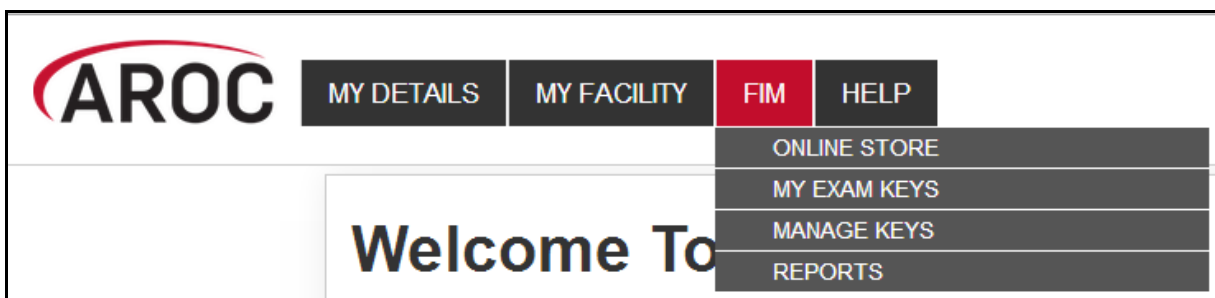 AROC MY DETAILS MY FACILITY FIM HELP
ONLINE STORE
MY EXAM KEYS
MANAGE KEYS
REPORTS
Welcome To